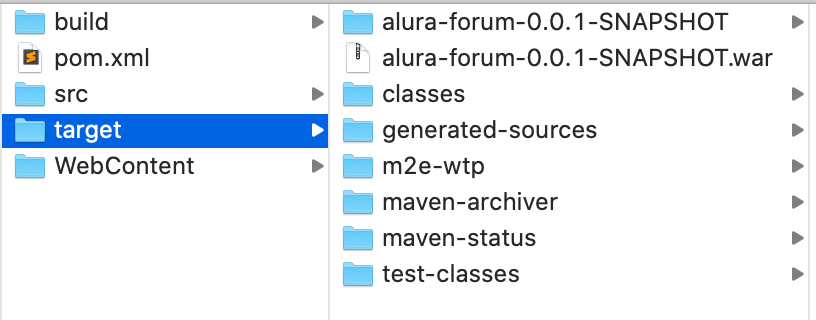 build
pom.xml
src
target
WebContent
alura-forum-0.0.1-SNAPSHOT
alura-forum-0.0.1-SNAPSHOT.war
classes
generated-sources
m2e-wtp
maven-archiver
maven-status
test-classes